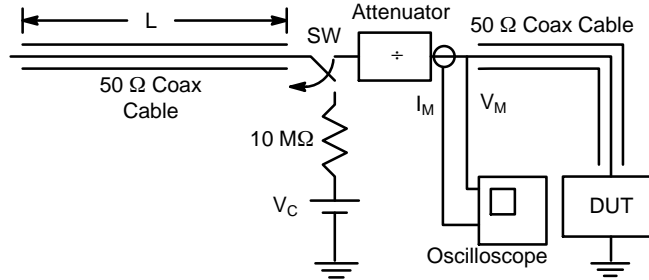 L
SW
Attenuator
÷
50 Ω Coax Cable
50 Ω Coax
Cable
I_M
V_M
10 MΩ
V_C
Oscilloscope
DUT